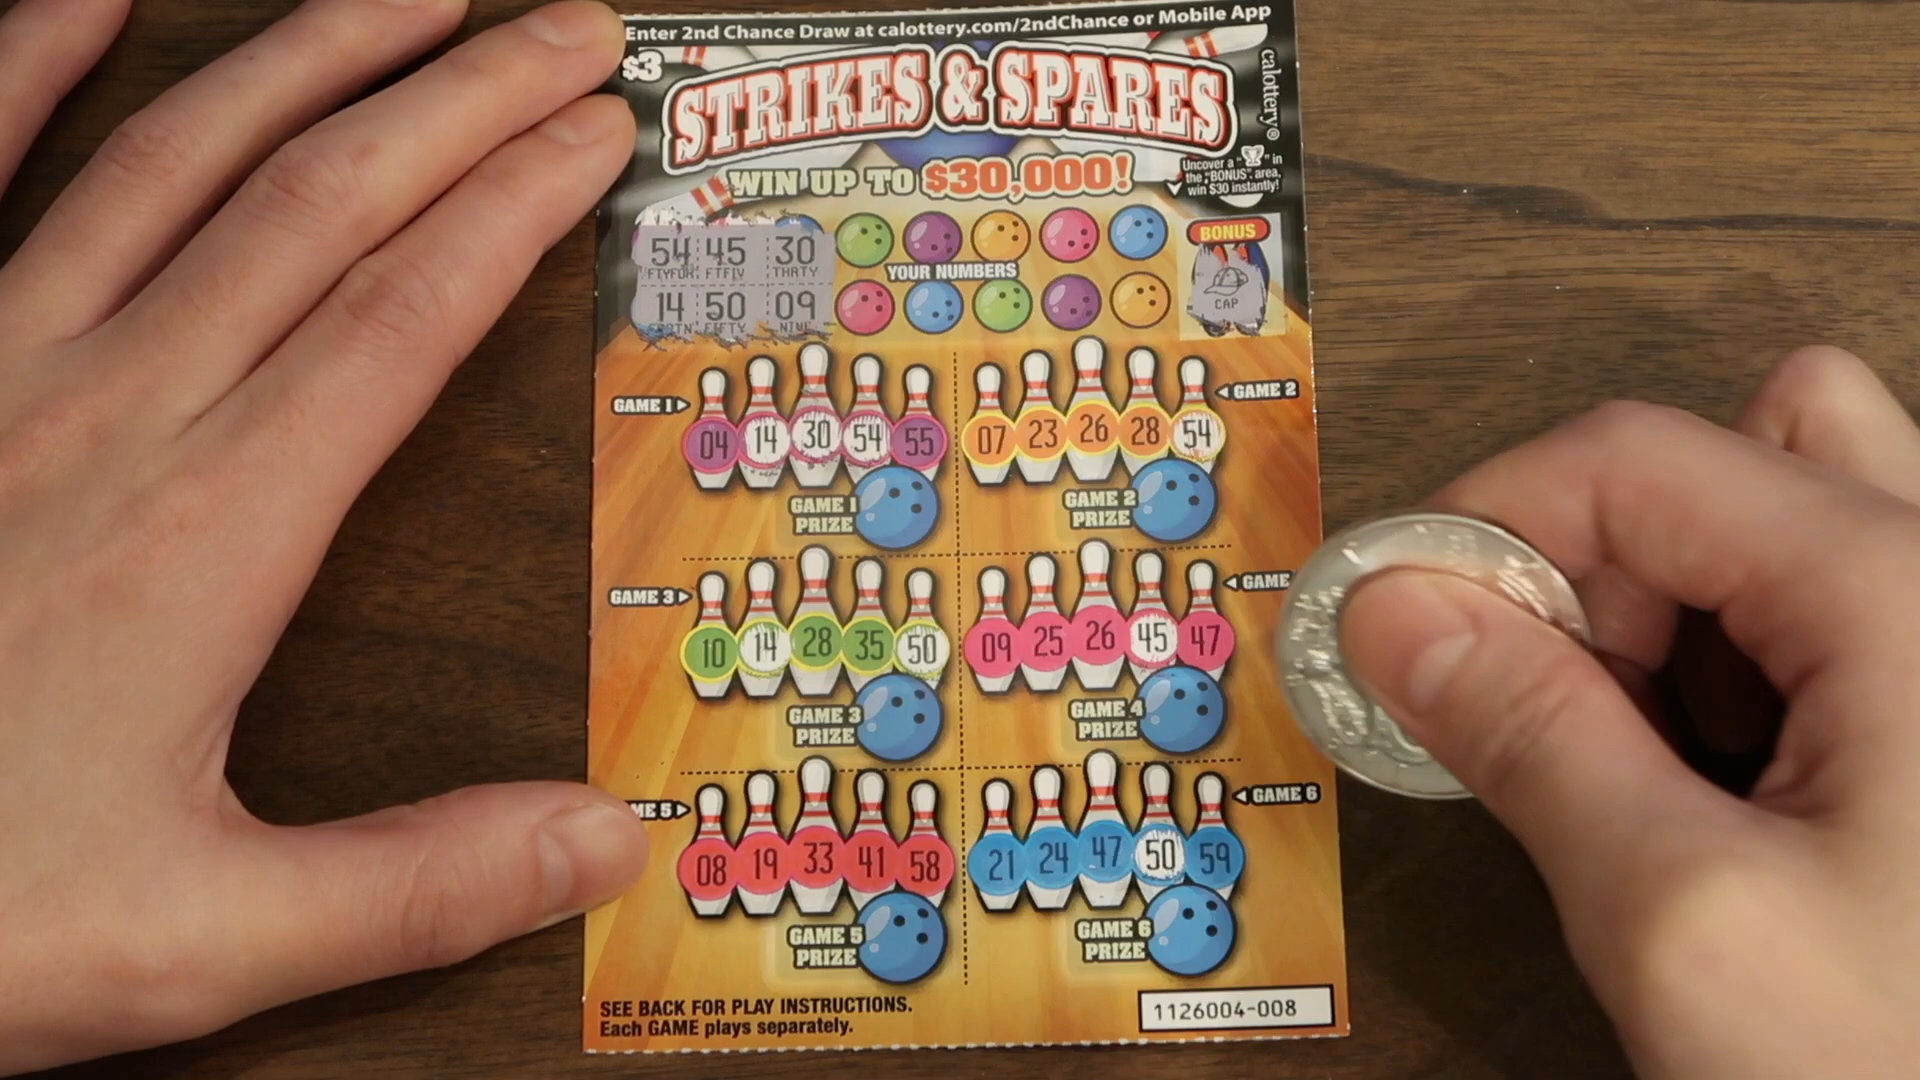 Enter 2nd Chance Draw at calottery.com/2ndChance or Mobile App
$3
STRIKES & SPARES
calottery®
WIN UP TO $30,000!
Uncover a " " in
the "BONUS" area,
win $30 instantly!
54 45 30
THRTY
14 50 09
FIFTY
YOUR NUMBERS
BONUS
CAP
GAME 1
04 14 30 54 55
GAME 1
PRIZE
GAME 2
07 23 26 28 54
GAME 2
PRIZE
GAME 3
10 14 28 35 50
GAME 3
PRIZE
GAME
09 25 26 45 47
GAME 4
PRIZE
ME 5
08 19 33 41 58
GAME 5
PRIZE
GAME 6
21 24 47 50 59
GAME 6
PRIZE
SEE BACK FOR PLAY INSTRUCTIONS.
Each GAME plays separately.
1126004-008